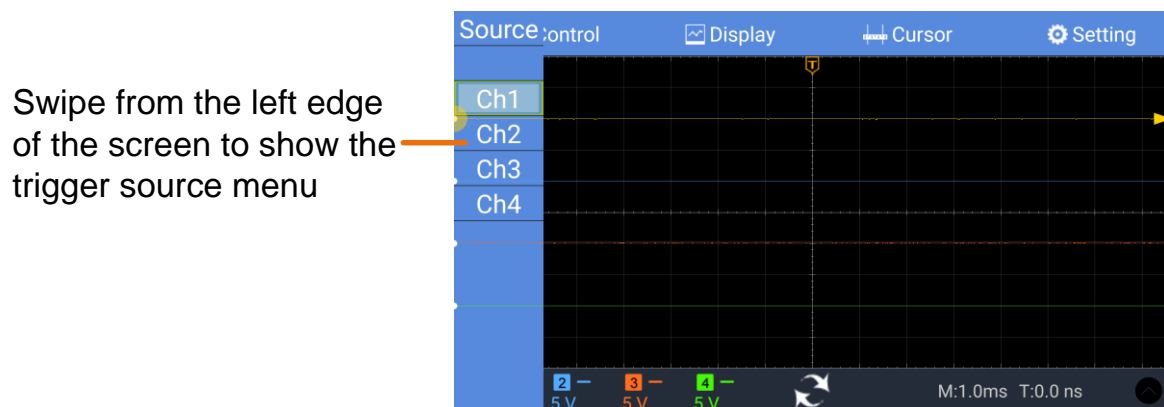 Swipe from the left edge
of the screen to show the
trigger source menu
Source
Display
Cursor
Setting
T
Ch1
Ch2
Ch3
Ch4
2
5 V
3
5 V
4
5 V
M:1.0ms T:0.0 ns